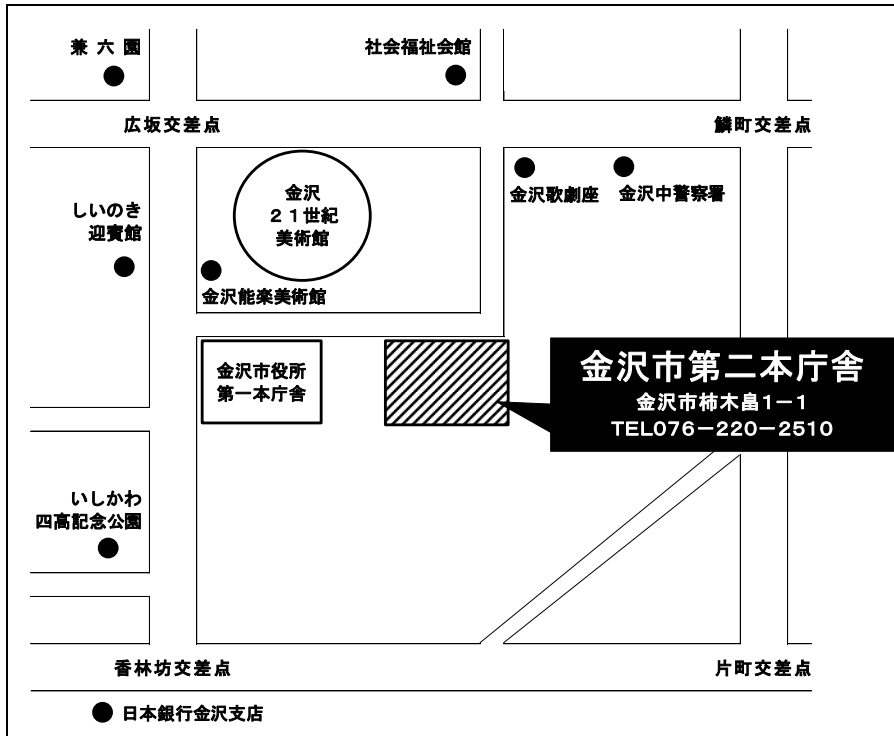 兼六園
社会福祉会館
広坂交差点
鱗町交差点
金沢
21世紀
美術館
金沢歌劇座
金沢中警察署
しいのき
迎賓館
金沢能楽美術館
金沢市役所
第一本庁舎
金沢市第二本庁舎
金沢市柿木畠1-1
TEL076-220-2510
いしかわ
四高記念公園
香林坊交差点
片町交差点
日本銀行金沢支店